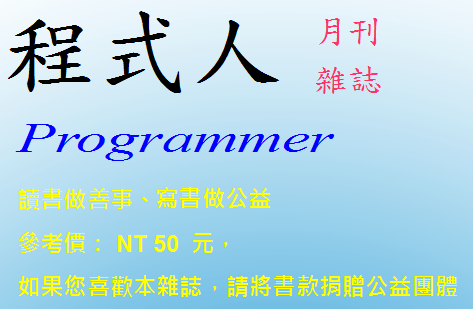 程式人
月刊
雜誌
Programmer
讀書做善事、寫書做公益
參考價： NT 50 元，
如果您喜歡本雜誌，請將書款捐贈公益團體